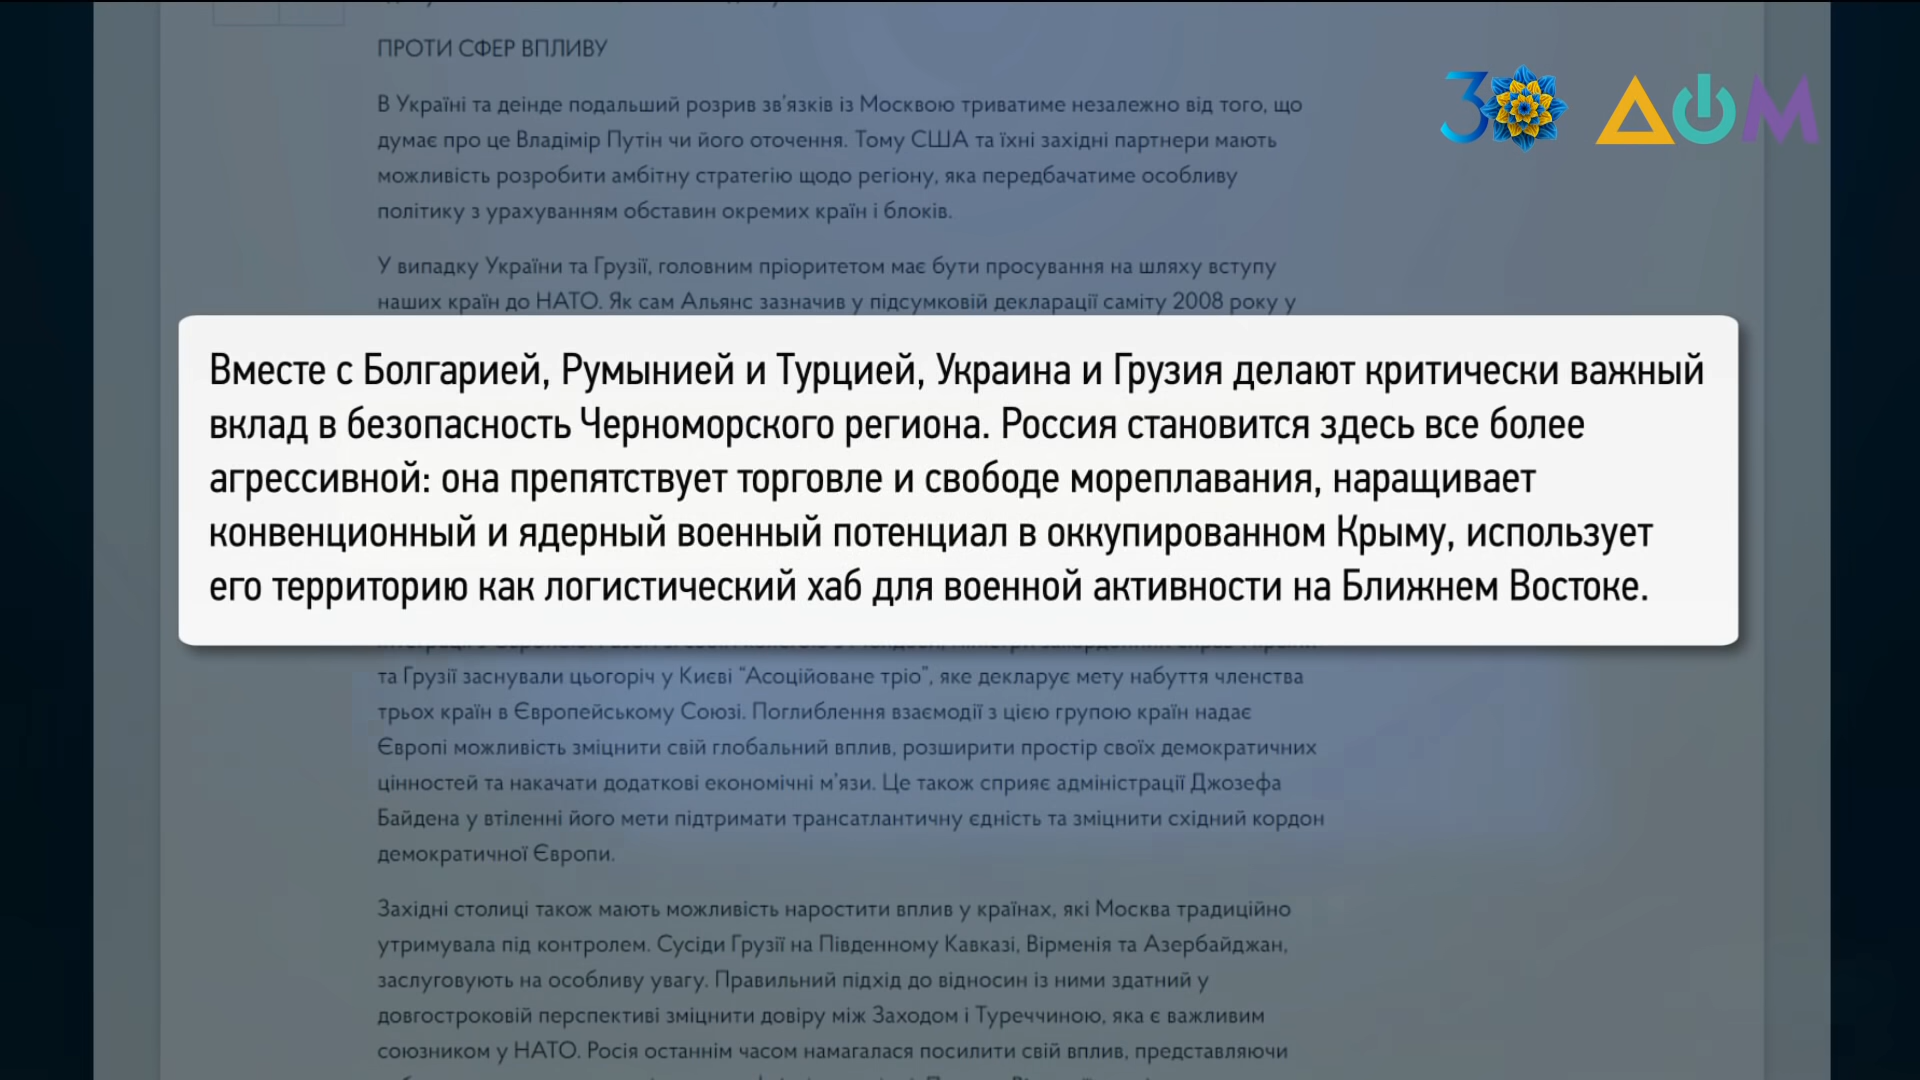 ПРОТИ СФЕР ВПЛИВУ
30 ДОМ
В Україні та деінде подальший розрив зв’язків із Москвою триватиме незалежно від того, що
думає про це Владімір Путін чи його оточення. Тому США та їхні західні партнери мають
можливість розробити амбітну стратегію щодо регіону, яка передбачатиме особливу
політику з урахуванням обставин окремих країн і блоків.
У випадку України та Грузії, головним пріоритетом має бути просування на шляху вступу
наших країн до НАТО. Як сам Альянс зазначив у підсумковій декларації саміту 2008 року у
Вместе с Болгарией, Румынией и Турцией, Украина и Грузия делают критически важный
вклад в безопасность Черноморского региона. Россия становится здесь все более
агрессивной: она препятствует торговле и свободе мореплавания, наращивает
конвенционный и ядерный военный потенциал в оккупированном Крыму, использует
его территорию как логистический хаб для военной активности на Ближнем Востоке.
та Грузії заснували цьогоріч у Києві “Асоційоване тріо”, яке декларує мету набуття членства
трьох країн в Європейському Союзі. Поглиблення взаємодії з цією групою країн надає
Європі можливість зміцнити свій глобальний вплив, розширити простір своїх демократичних
цінностей та накачати додаткові економічні м’язи. Це також сприяє адміністрації Джозефа
Байдена у втіленні його мети підтримати трансатлантичну єдність та зміцнити східний кордон
демократичної Європи.
Західні столиці також мають можливість наростити вплив у країнах, які Москва традиційно
утримувала під контролем. Сусіди Грузії на Південному Кавказі, Вірменія та Азербайджан,
заслуговують на особливу увагу. Правильний підхід до відносин із ними здатний у
довгостроковій перспективі зміцнити довіру між Заходом і Туреччиною, яка є важливим
союзником у НАТО. Росія останнім часом намагалася посилити свій вплив, представляючи